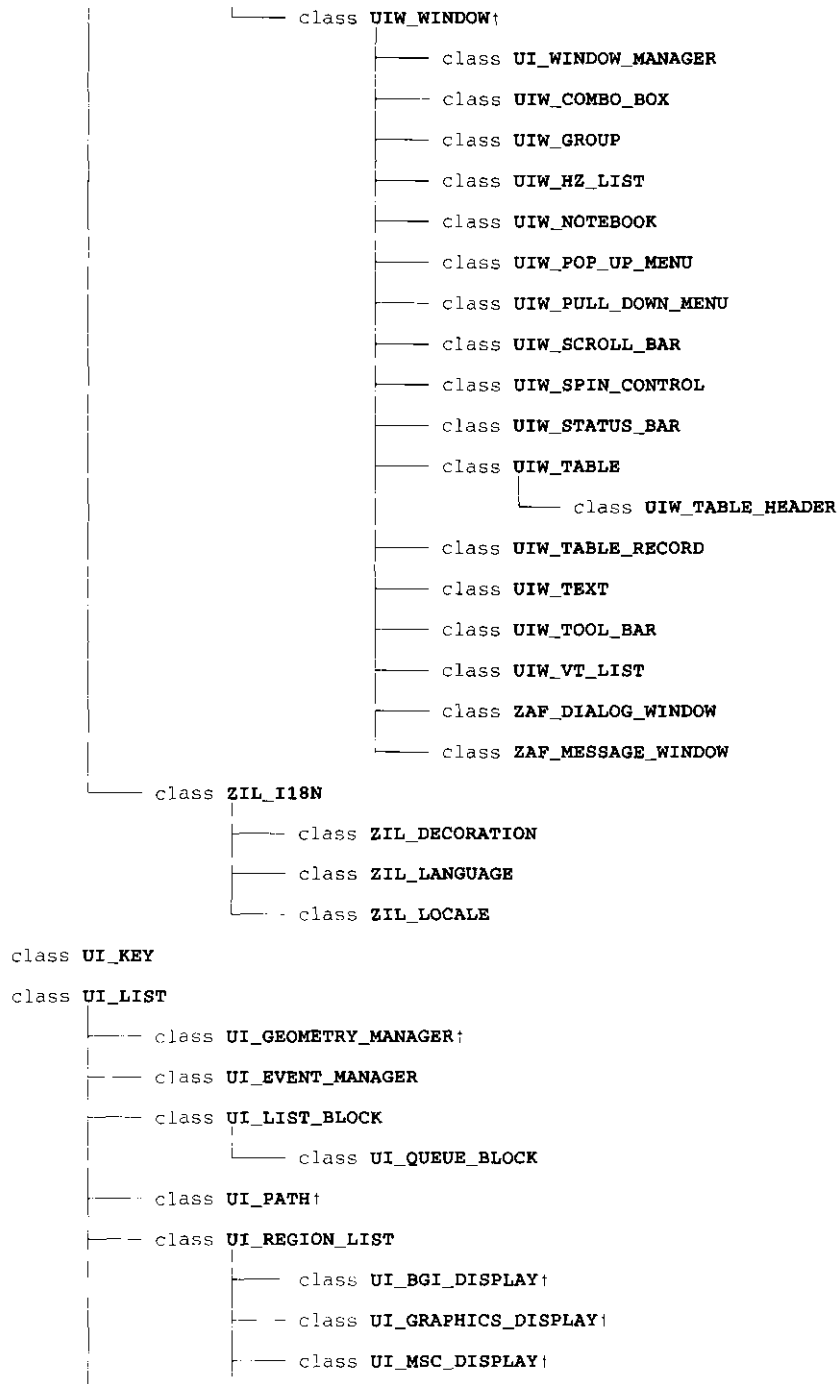 class UIW_WINDOW†
class UI_WINDOW_MANAGER
class UIW_COMBO_BOX
class UIW_GROUP
class UIW_HZ_LIST
class UIW_NOTEBOOK
class UIW_POP_UP_MENU
class UIW_PULL_DOWN_MENU
class UIW_SCROLL_BAR
class UIW_SPIN_CONTROL
class UIW_STATUS_BAR
class UIW_TABLE
class UIW_TABLE_HEADER
class UIW_TABLE_RECORD
class UIW_TEXT
class UIW_TOOL_BAR
class UIW_VT_LIST
class ZAF_DIALOG_WINDOW
class ZAF_MESSAGE_WINDOW
class ZIL_I18N
class ZIL_DECORATION
class ZIL_LANGUAGE
class ZIL_LOCALE
class UI_KEY
class UI_LIST
class UI_GEOMETRY_MANAGER†
class UI_EVENT_MANAGER
class UI_LIST_BLOCK
class UI_QUEUE_BLOCK
class UI_PATH†
class UI_REGION_LIST
class UI_BGI_DISPLAY†
class UI_GRAPHICS_DISPLAY†
class UI_MSC_DISPLAY†